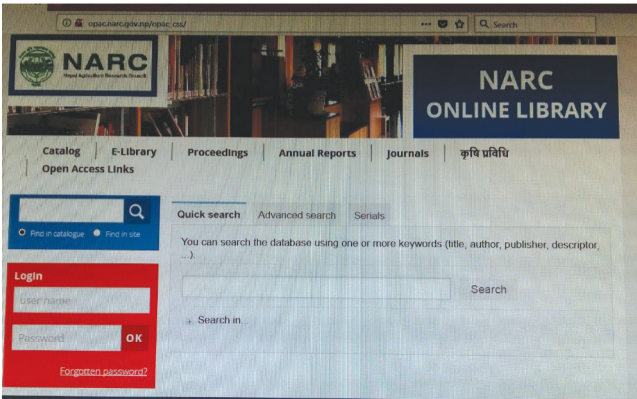 opac.narc.gov.np/opac_css/
Search
NARC
Nepal Agriculture Research Council
NARC
ONLINE LIBRARY
Catalog E-Library Proceedings Annual Reports Journals कृषि प्रविधि
Open Access Links
Find in catalogue Find in site
Quick search Advanced search Serials
You can search the database using one or more keywords (title, author, publisher, descriptor,
...)
Search
+ Search in
Login
user name
Password OK
Forgotten password?